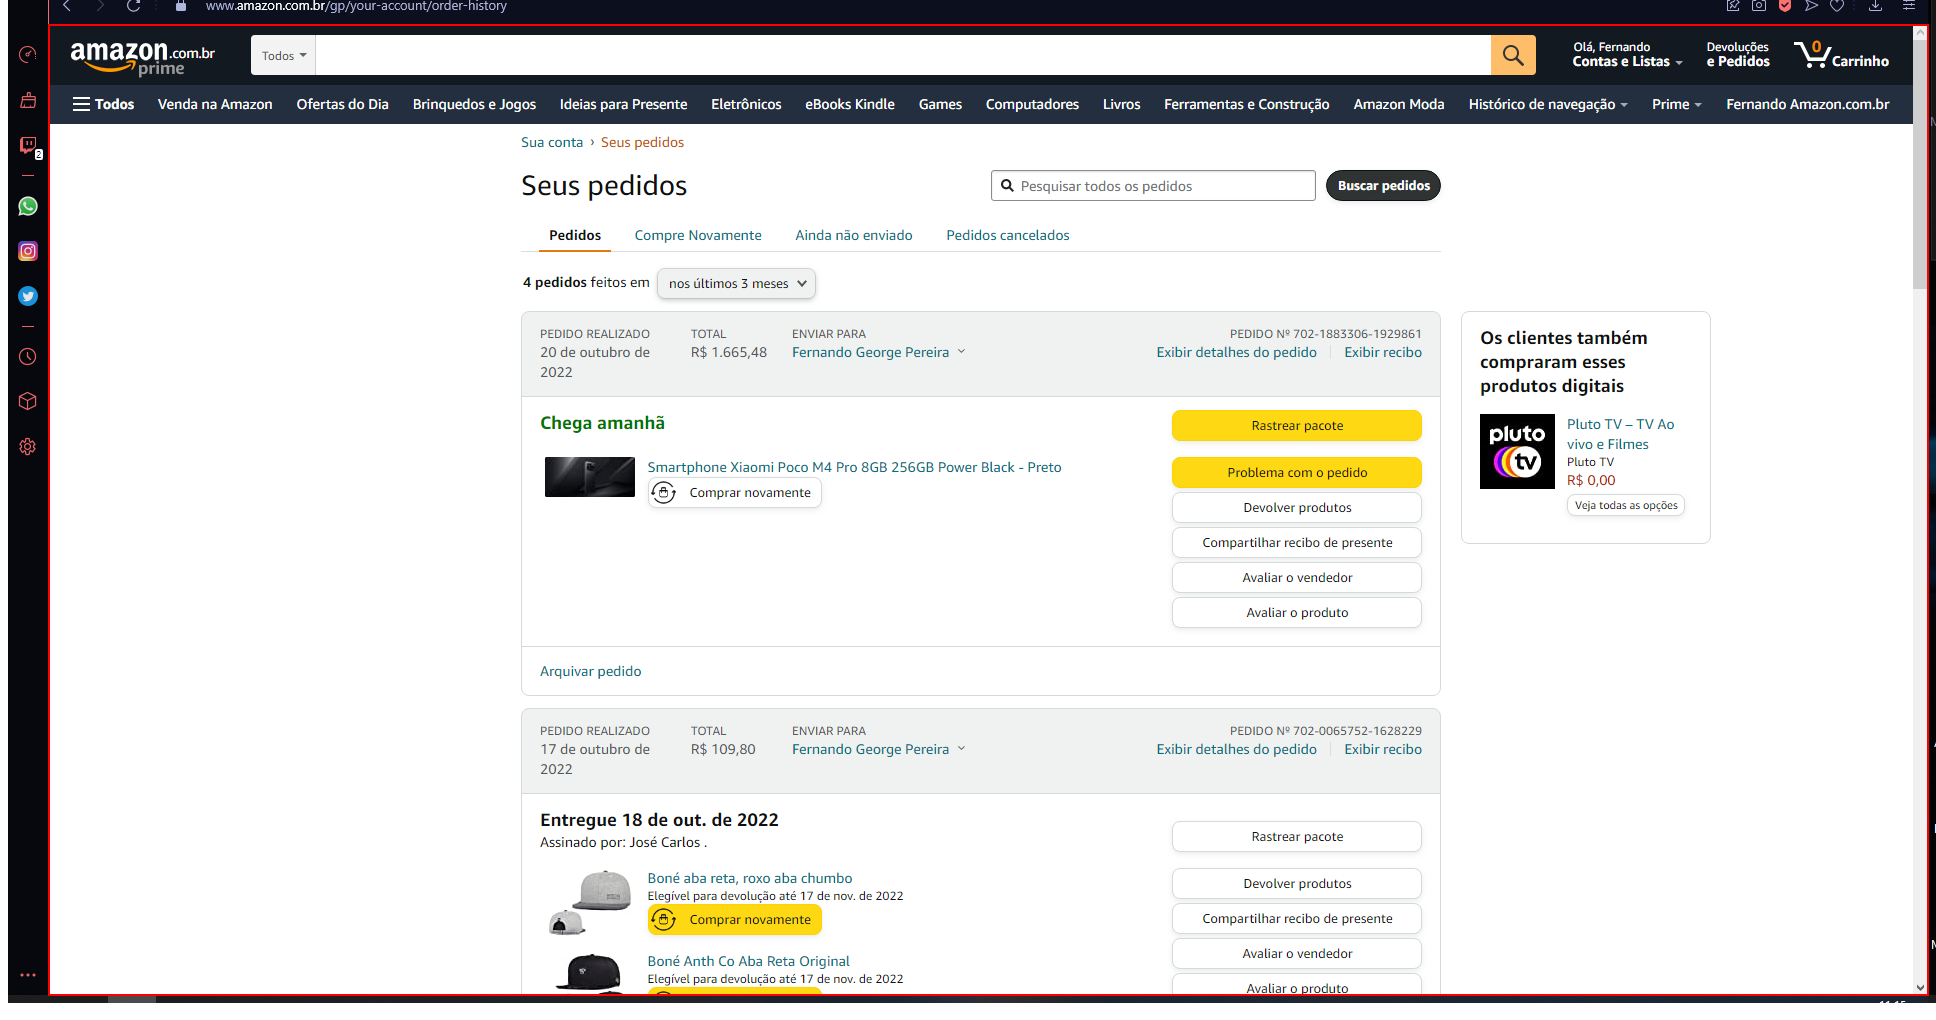 www.amazon.com.br/gp/your-account/order-history
amazon.com.br
prime
Todos
Olá, Fernando
Contas e Listas
Devoluções
e Pedidos
0
Carrinho
Todos
Venda na Amazon
Ofertas do Dia
Brinquedos e Jogos
Ideias para Presente
Eletrônicos
eBooks Kindle
Games
Computadores
Livros
Ferramentas e Construção
Amazon Moda
Histórico de navegação
Prime
Fernando Amazon.com.br
2
Sua conta › Seus pedidos
Seus pedidos
Pesquisar todos os pedidos
Buscar pedidos
Pedidos
Compre Novamente
Ainda não enviado
Pedidos cancelados
4 pedidos feitos em nos últimos 3 meses
PEDIDO REALIZADO
20 de outubro de
2022
TOTAL
R$ 1.665,48
ENVIAR PARA
Fernando George Pereira
PEDIDO Nº 702-1883306-1929861
Exibir detalhes do pedido
Exibir recibo
Chega amanhã
Smartphone Xiaomi Poco M4 Pro 8GB 256GB Power Black - Preto
Comprar novamente
Rastrear pacote
Problema com o pedido
Devolver produtos
Compartilhar recibo de presente
Avaliar o vendedor
Avaliar o produto
Arquivar pedido
Os clientes também
compraram esses
produtos digitais
pluto
tv
Pluto TV – TV Ao
vivo e Filmes
Pluto TV
R$ 0,00
Veja todas as opções
PEDIDO REALIZADO
17 de outubro de
2022
TOTAL
R$ 109,80
ENVIAR PARA
Fernando George Pereira
PEDIDO Nº 702-0065752-1628229
Exibir detalhes do pedido
Exibir recibo
Entregue 18 de out. de 2022
Assinado por: José Carlos .
Boné aba reta, roxo aba chumbo
Elegível para devolução até 17 de nov. de 2022
Comprar novamente
Boné Anth Co Aba Reta Original
Elegível para devolução até 17 de nov. de 2022
Rastrear pacote
Devolver produtos
Compartilhar recibo de presente
Avaliar o vendedor
Avaliar o produto